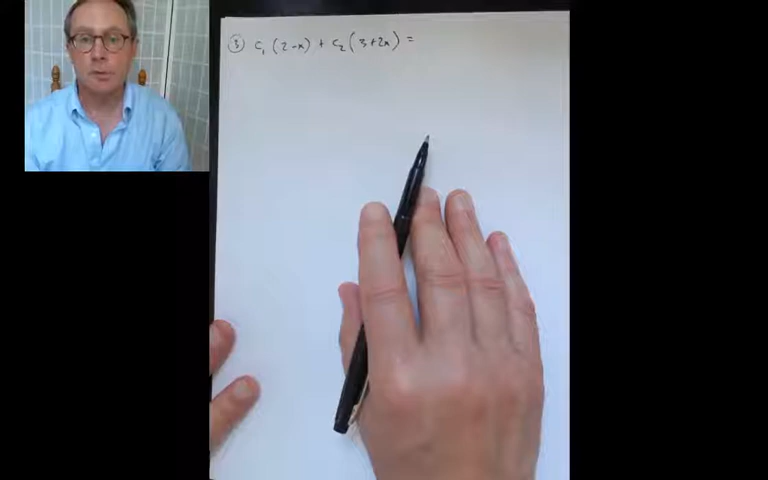 ③ c₁(2-x) + c₂(3+2x) =